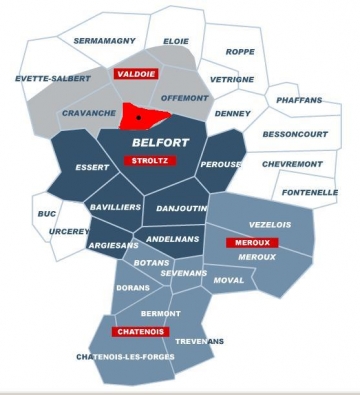 SERMAMAGNY
ELOIE
ROPPE
EVETTE-SALBERT
VALDOIE
VETRIGNE
OFFEMONT
PHAFFANS
CRAVANCHE
DENNEY
BESSONCOURT
BELFORT
STROLTZ
ESSERT
PEROUSE
CHEVREMONT
FONTENELLE
BUC
BAVILLIERS
DANJOUTIN
VEZELOIS
URCEREY
ARGIESANS
ANDELNANS
MEROUX
MEROUX
BOTANS
SEVENANS
MOVAL
DORANS
BERMONT
CHATENOIS
TREVENANS
CHATENOIS-LES-FORGES